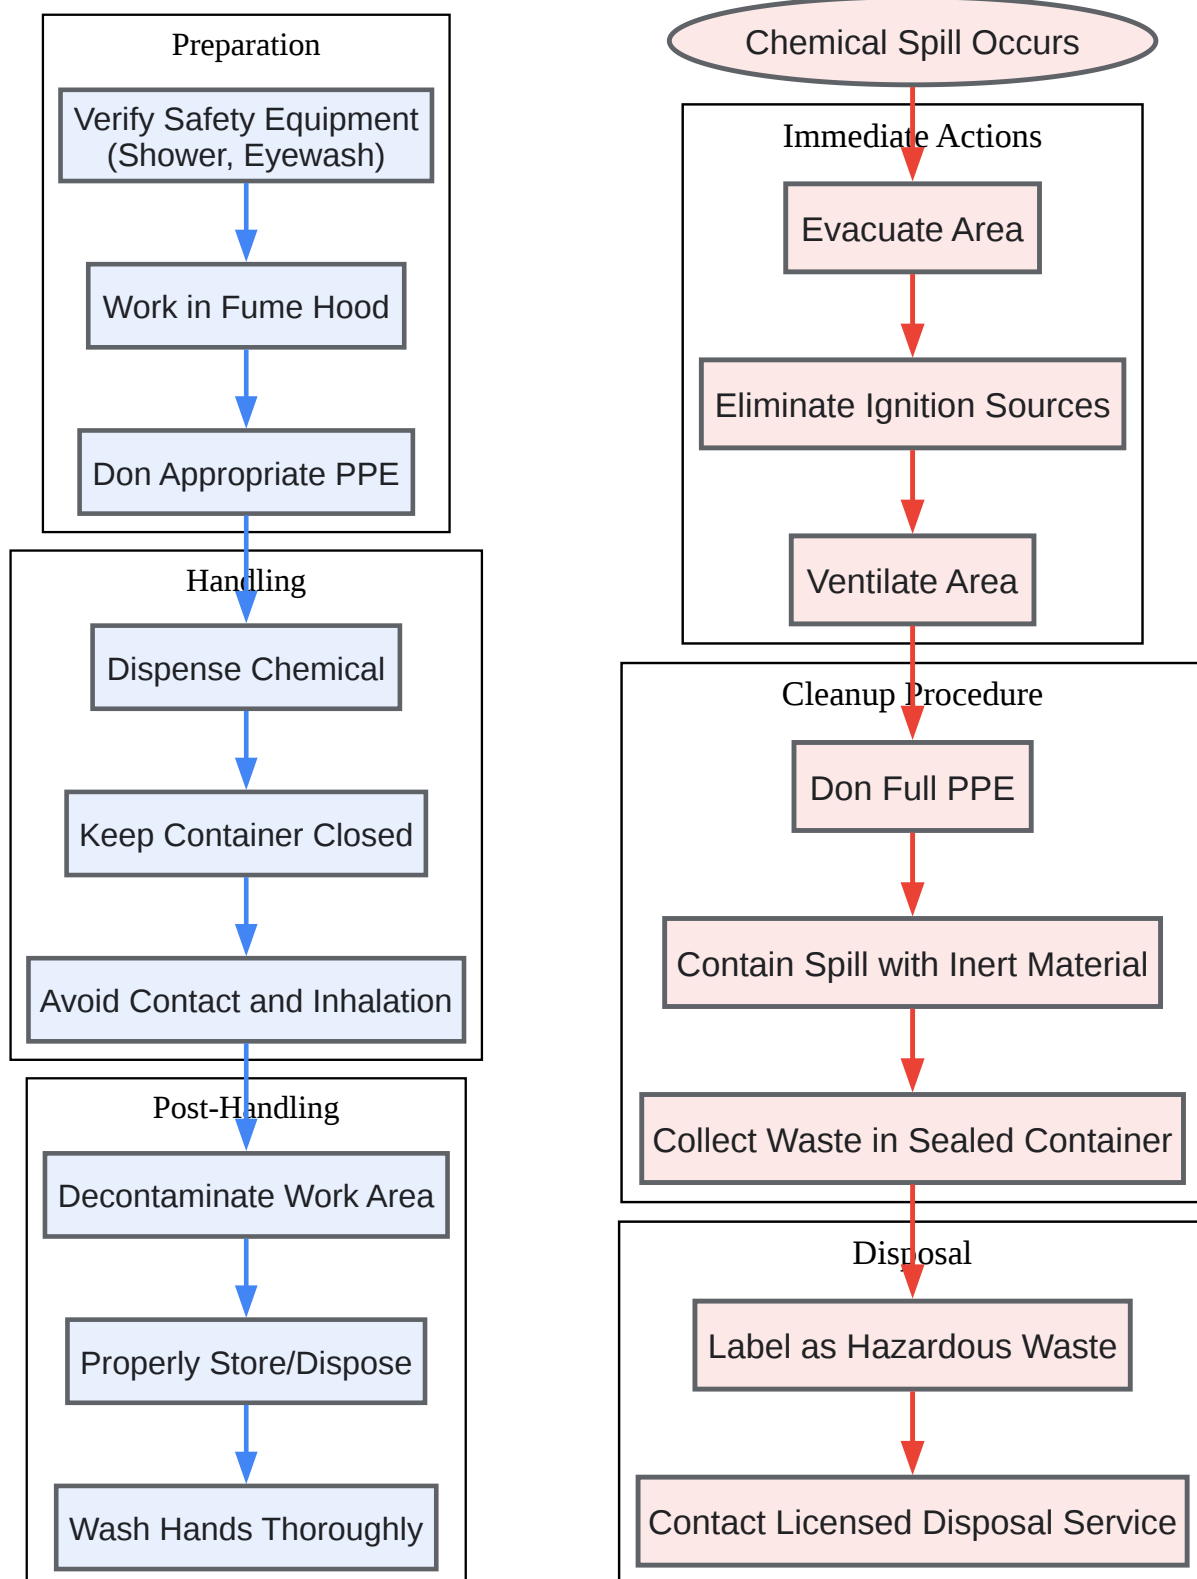 Preparation
Verify Safety Equipment
(Shower, Eyewash)
Work in Fume Hood
Don Appropriate PPE
Handling
Dispense Chemical
Keep Container Closed
Avoid Contact and Inhalation
Post-Handling
Decontaminate Work Area
Properly Store/Dispose
Wash Hands Thoroughly
Chemical Spill Occurs
Immediate Actions
Evacuate Area
Eliminate Ignition Sources
Ventilate Area
Cleanup Procedure
Don Full PPE
Contain Spill with Inert Material
Collect Waste in Sealed Container
Disposal
Label as Hazardous Waste
Contact Licensed Disposal Service